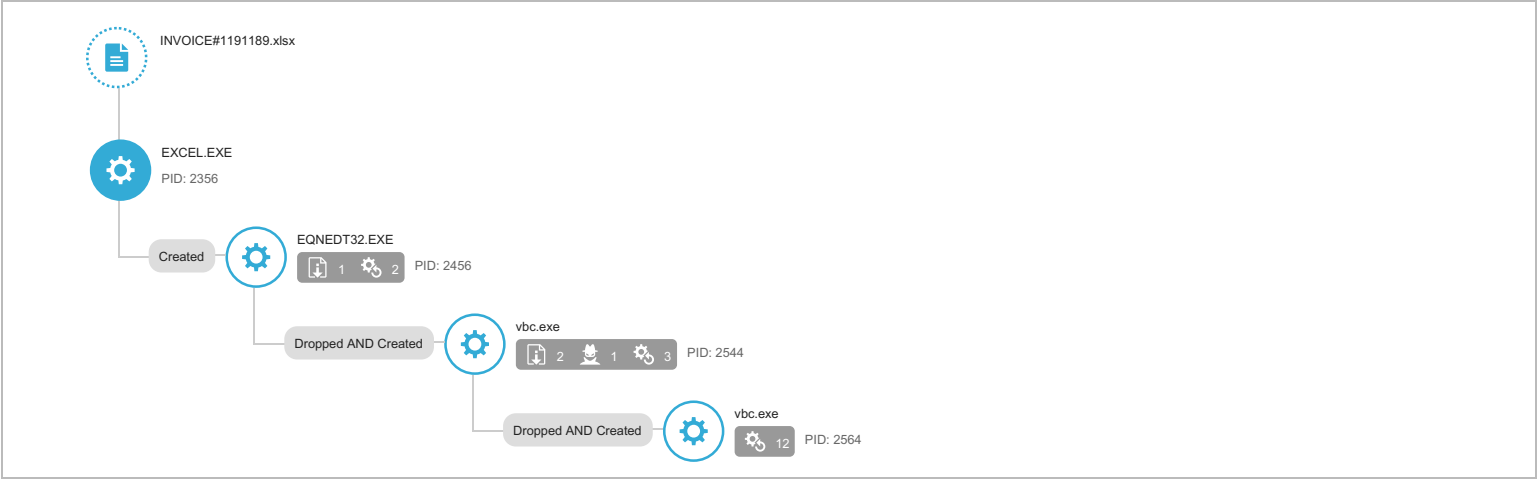 INVOICE#1191189.xlsx
EXCEL.EXE
PID: 2356
Created
EQNEDT32.EXE
1 2 PID: 2456
Dropped AND Created
vbc.exe
2 1 3 PID: 2544
Dropped AND Created
vbc.exe
12 PID: 2564